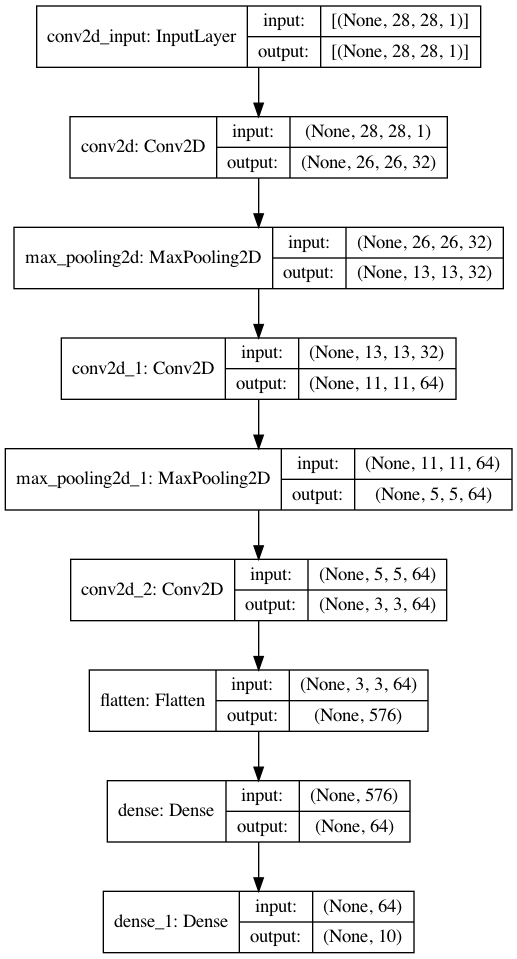 conv2d_input: InputLayer
input:
[(None, 28, 28, 1)]
output:
[(None, 28, 28, 1)]
conv2d: Conv2D
input:
(None, 28, 28, 1)
output:
(None, 26, 26, 32)
max_pooling2d: MaxPooling2D
input:
(None, 26, 26, 32)
output:
(None, 13, 13, 32)
conv2d_1: Conv2D
input:
(None, 13, 13, 32)
output:
(None, 11, 11, 64)
max_pooling2d_1: MaxPooling2D
input:
(None, 11, 11, 64)
output:
(None, 5, 5, 64)
conv2d_2: Conv2D
input:
(None, 5, 5, 64)
output:
(None, 3, 3, 64)
flatten: Flatten
input:
(None, 3, 3, 64)
output:
(None, 576)
dense: Dense
input:
(None, 576)
output:
(None, 64)
dense_1: Dense
input:
(None, 64)
output:
(None, 10)